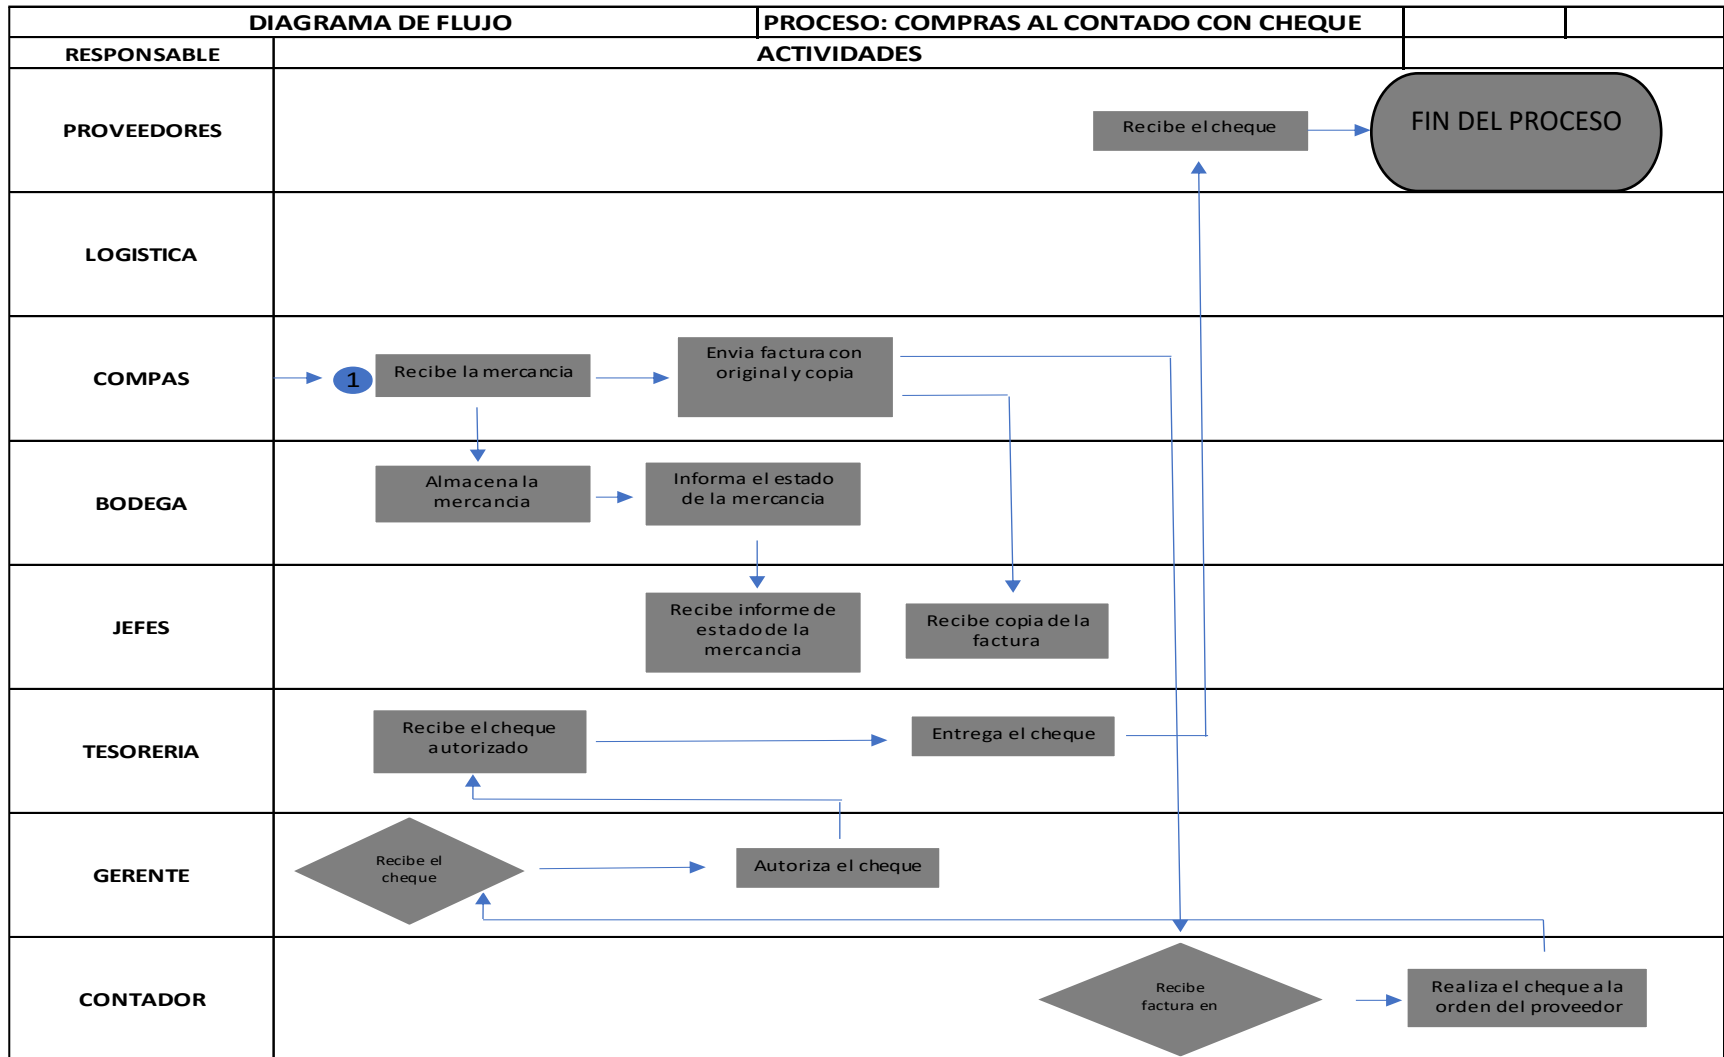 DIAGRAMA DE FLUJO
PROCESO: COMPRAS AL CONTADO CON CHEQUE
RESPONSABLE
ACTIVIDADES
PROVEEDORES
Recibe el cheque
FIN DEL PROCESO
LOGISTICA
COMPAS
1
Recibe la mercancia
Envia factura con
original y copia
BODEGA
Almacena la
mercancia
Informa el estado
de la mercancia
JEFES
Recibe informe de
estado de la
mercancia
Recibe copia de la
factura
TESORERIA
Recibe el cheque
autorizado
Entrega el cheque
GERENTE
Recibe el
cheque
Autoriza el cheque
CONTADOR
Recibe
factura en
Realiza el cheque a la
orden del proveedor